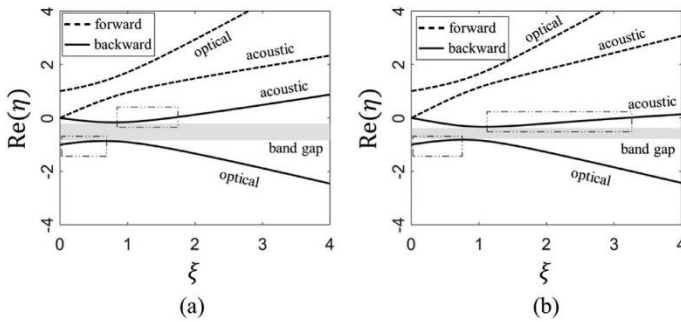 forward
backward
optical
acoustic
acoustic
band gap
optical
Re(η)
4
2
0
-2
-4
0
1
2
3
4
ξ
(a)
forward
backward
optical
acoustic
acoustic
band gap
optical
Re(η)
4
2
0
-2
-4
0
1
2
3
4
ξ
(b)